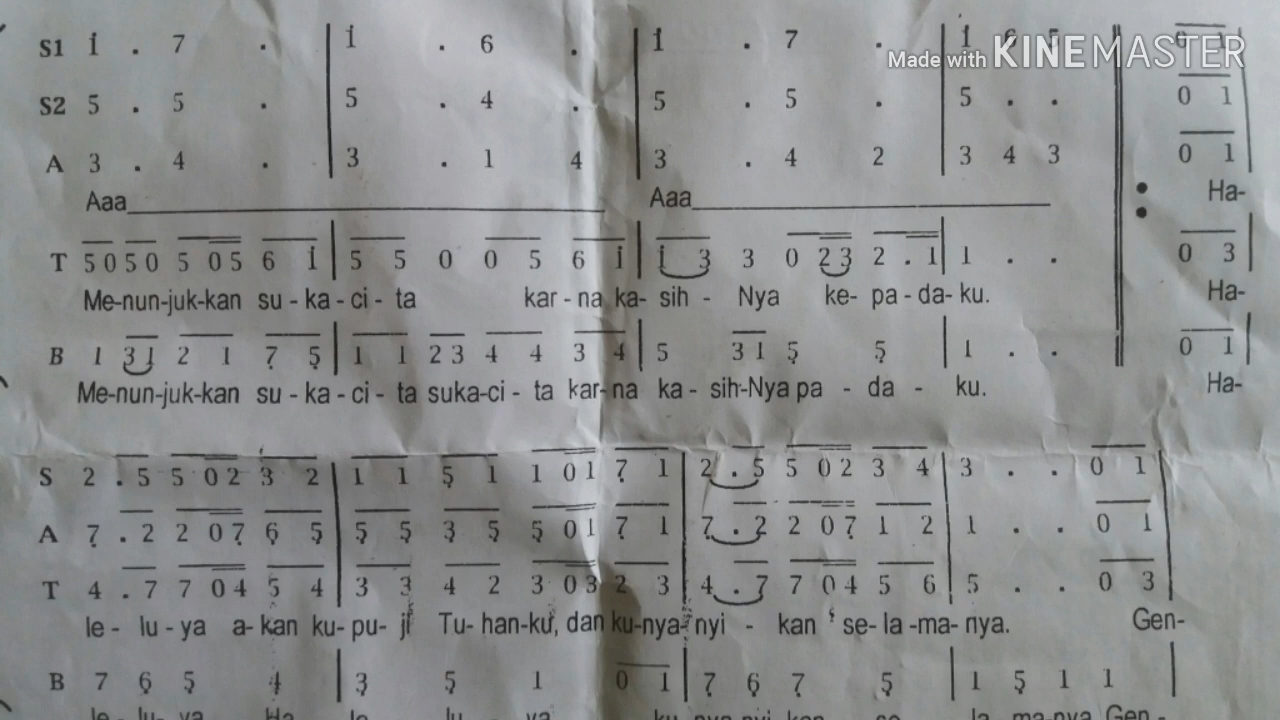 Made with KINEMASTER
S1 i . 7 . | i . 6 . | i . 7 . | i 6 5 0 1 |
S2 5 . 5 . | 5 . 4 . | 5 . 5 . | 5 . . 0 1
A 3 . 4 . | 3 . 1 4 | 3 . 4 2 | 3 4 3 0 1 |
Aaa Aaa Ha-
T 5 0 5 0 5 0 5 6 i | 5 5 0 0 5 6 i | i 3 3 0 2 3 2 . 1 | 1 . . 0 3 |
Me-nun-juk-kan su - ka - ci - ta kar - na ka- sih - Nya ke- pa - da- ku. Ha-
B 1 3 1 2 1 7̣ 5̣ | 1 1 2 3 4 4 3 4 | 5 3 1 5̣ 5̣ | 1 . . 0 1 |
Me-nun-juk-kan su - ka - ci - ta suka-ci - ta kar-na ka - sih-Nya pa - da - ku. Ha-
S 2 . 5 5 0 2 3 2 | 1 1 5̣ 1 1 0 1 7̣ 1 | 2 . 5 5 0 2 3 4 | 3 . . 0 1 |
A 7̣ . 2 2 0 7̣ 6̣ 5̣ | 5̣ 5̣ 3̣ 5̣ 5̣ 0 1 7̣ 1 | 7̣ . 2 2 0 7̣ 1 2 | 1 . . 0 1
T 4 . 7 7 0 4 5 4 | 3 3 4 2 3 0 3 2 3 | 4 . 7 7 0 4 5 6 | 5 . . 0 3
le- lu - ya a- kan ku- pu- ji Tu- han-ku, dan ku-nya- nyi - kan se- la -ma- nya. Gen-
B 7 6̣ 5̣ 4̣ | 3̣ 5̣ 1 0 1 | 7̣ 6̣ 7̣ 5̣ | 1 5̣ 1 1 |